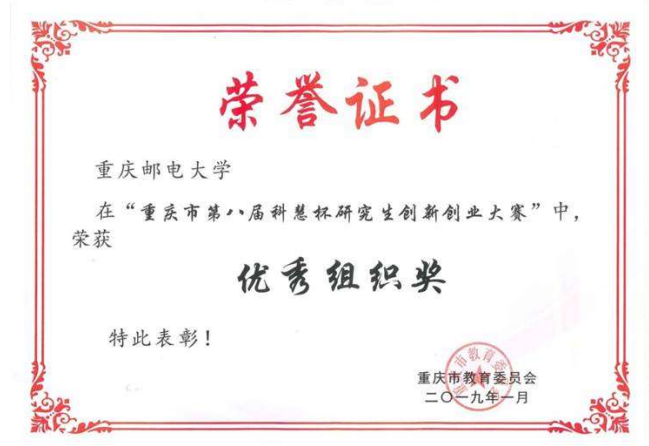 荣誉证书
重庆邮电大学
在“重庆市第八届科慧杯研究生创新创业大赛”中，
荣获
优秀组织奖
特此表彰！
重庆市教育委员会
二〇一九年一月